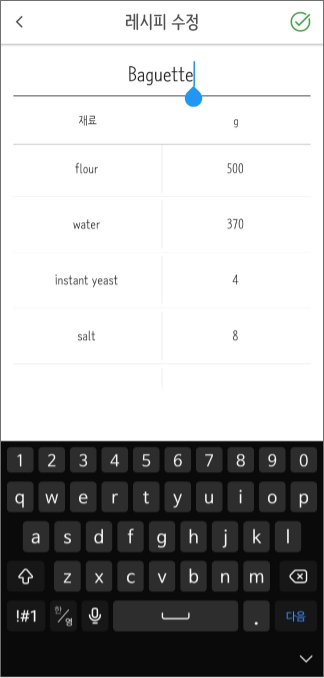 레시피 수정
Baguette
재료 g
flour 500
water 370
instant yeast 4
salt 8
1 2 3 4 5 6 7 8 9 0
q w e r t y u i o p
a s d f g h j k l
z x c v b n m
!#1 한/영 . 다음